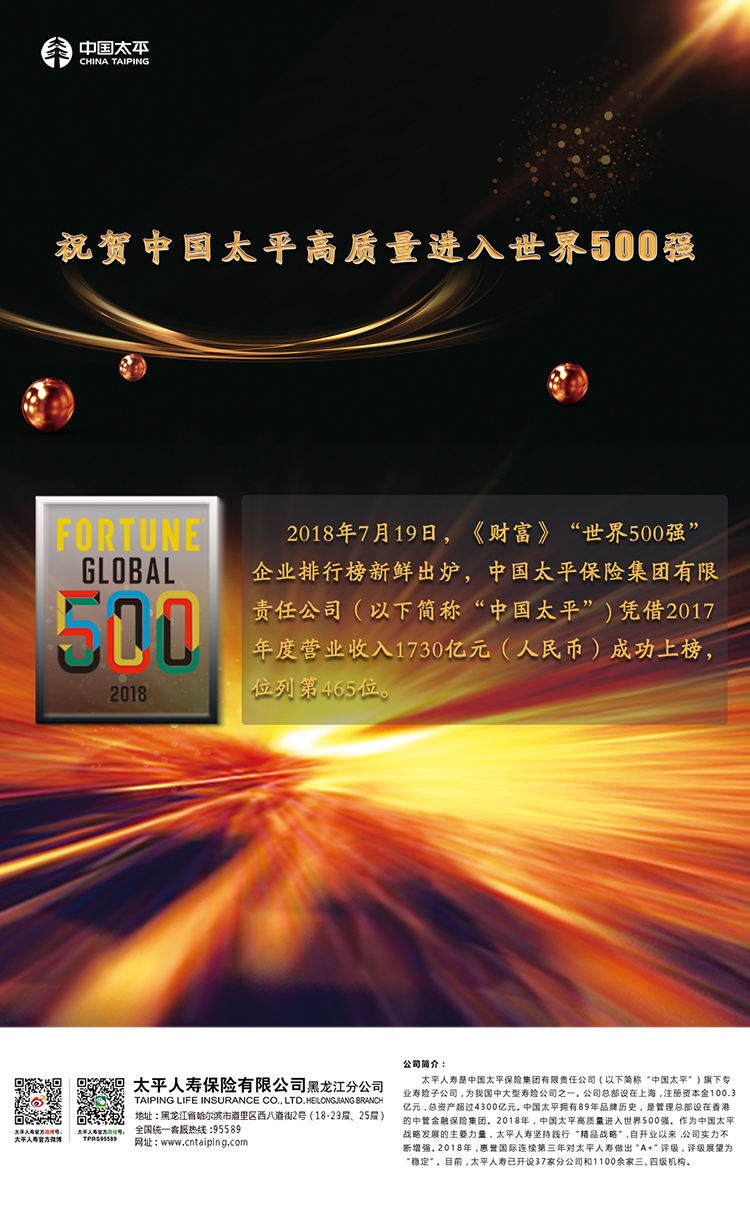 中国太平
CHINA TAIPING
祝贺中国太平高质量进入世界500强
FORTUNE
GLOBAL
500
2018
2018年7月19日，《财富》“世界500强”
企业排行榜新鲜出炉，中国太平保险集团有限
责任公司（以下简称“中国太平”）凭借2017
年度营业收入1730亿元（人民币）成功上榜，
位列第465位。
太平人寿官方微博号：
太平人寿官方微博
太平人寿官方微信号：
TPRS95589
太平人寿保险有限公司黑龙江分公司
TAIPING LIFE INSURANCE CO., LTD. HEILONGJIANG BRANCH
地址：黑龙江省哈尔滨市道里区西八道街2号（18-23层、25层）
全国统一客服热线：95589
网址：www.cntaiping.com
公司简介：
太平人寿是中国太平保险集团有限责任公司（以下简称“中国太平”）旗下专
业寿险子公司，为我国中大型寿险公司之一。公司总部设在上海，注册资本金100.3
亿元，总资产超过4300亿元。中国太平拥有89年品牌历史，是管理总部设在香港
的中管金融保险集团。2018年，中国太平高质量进入世界500强。作为中国太平
战略发展的主要力量，太平人寿坚持践行“精品战略”，自开业以来，公司实力不
断增强。2018年，惠誉国际连续第三年对太平人寿做出“A+”评级，评级展望为
“稳定”。目前，太平人寿已开设37家分公司和1100余家三、四级机构。